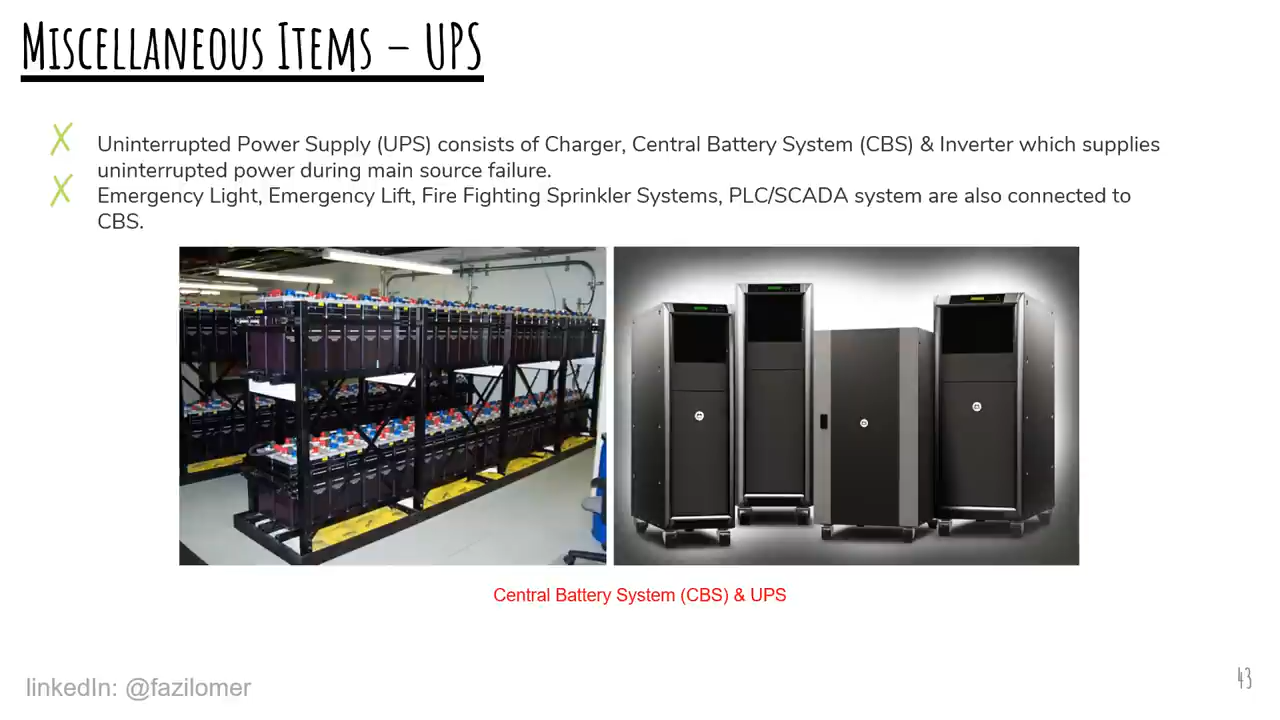 Miscellaneous Items – UPS
Uninterrupted Power Supply (UPS) consists of Charger, Central Battery System (CBS) & Inverter which supplies
uninterrupted power during main source failure.
Emergency Light, Emergency Lift, Fire Fighting Sprinkler Systems, PLC/SCADA system are also connected to
CBS.
Central Battery System (CBS) & UPS
linkedIn: @fazilomer
43